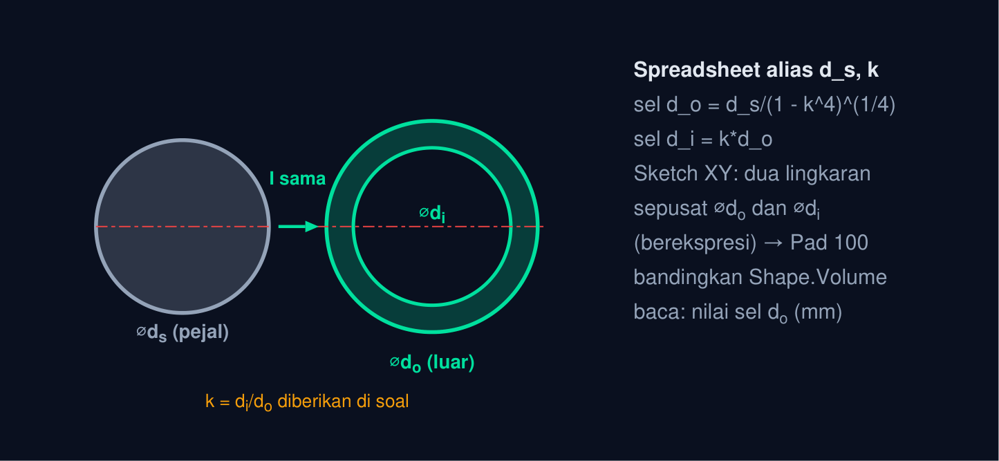 I sama
⌀dᵢ
⌀dₛ (pejal)
⌀dₒ (luar)
k = dᵢ/dₒ diberikan di soal
Spreadsheet alias d_s, k
sel d_o = d_s/(1 - k^4)^(1/4)
sel d_i = k*d_o
Sketch XY: dua lingkaran
sepusat ⌀dₒ dan ⌀dᵢ
(berekspresi) → Pad 100
bandingkan Shape.Volume
baca: nilai sel dₒ (mm)